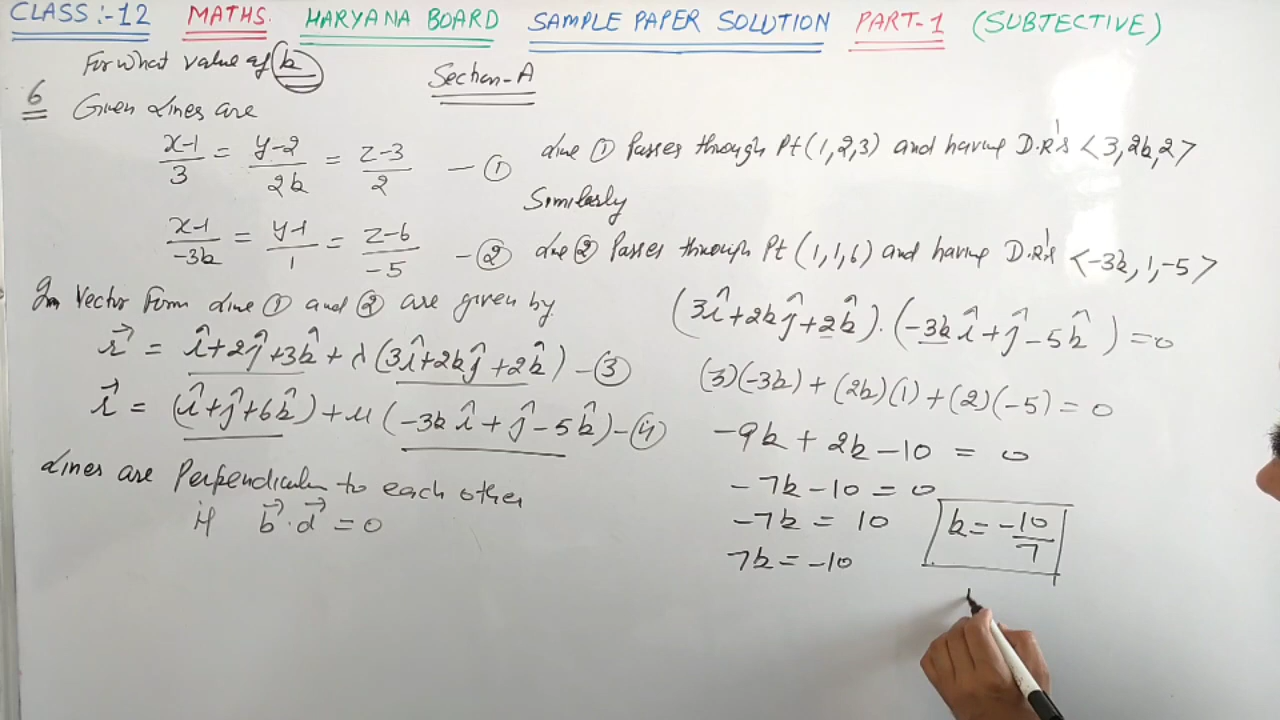 CLASS :- 12 MATHS. HARYANA BOARD SAMPLE PAPER SOLUTION PART-1 (SUBJECTIVE)
For what value of k
Section-A
6 Given Lines are
x-1/3 = y-2/2k = z-3/2 — ①
Line ① Passes through Pt (1,2,3) and having D.R's <3,2k,2>
Similarly
x-1/-3k = y-1/1 = z-6/-5 — ②
Line ② Passes through Pt (1,1,6) and having D.R's <-3k,1,-5>
In Vector Form Line ① and ② are given by
r⃗ = î+2ĵ+3k̂ + λ(3î+2kĵ+2k̂) — ③
r⃗ = (î+ĵ+6k̂) + μ(-3kî+ĵ-5k̂) — ④
Lines are Perpendicular to each other
if b⃗.d⃗ = 0
(3î+2kĵ+2k̂).(-3kî+ĵ-5k̂) = 0
(3)(-3k) + (2k)(1) + (2)(-5) = 0
-9k + 2k - 10 = 0
-7k - 10 = 0
-7k = 10
7k = -10
k = -10/7